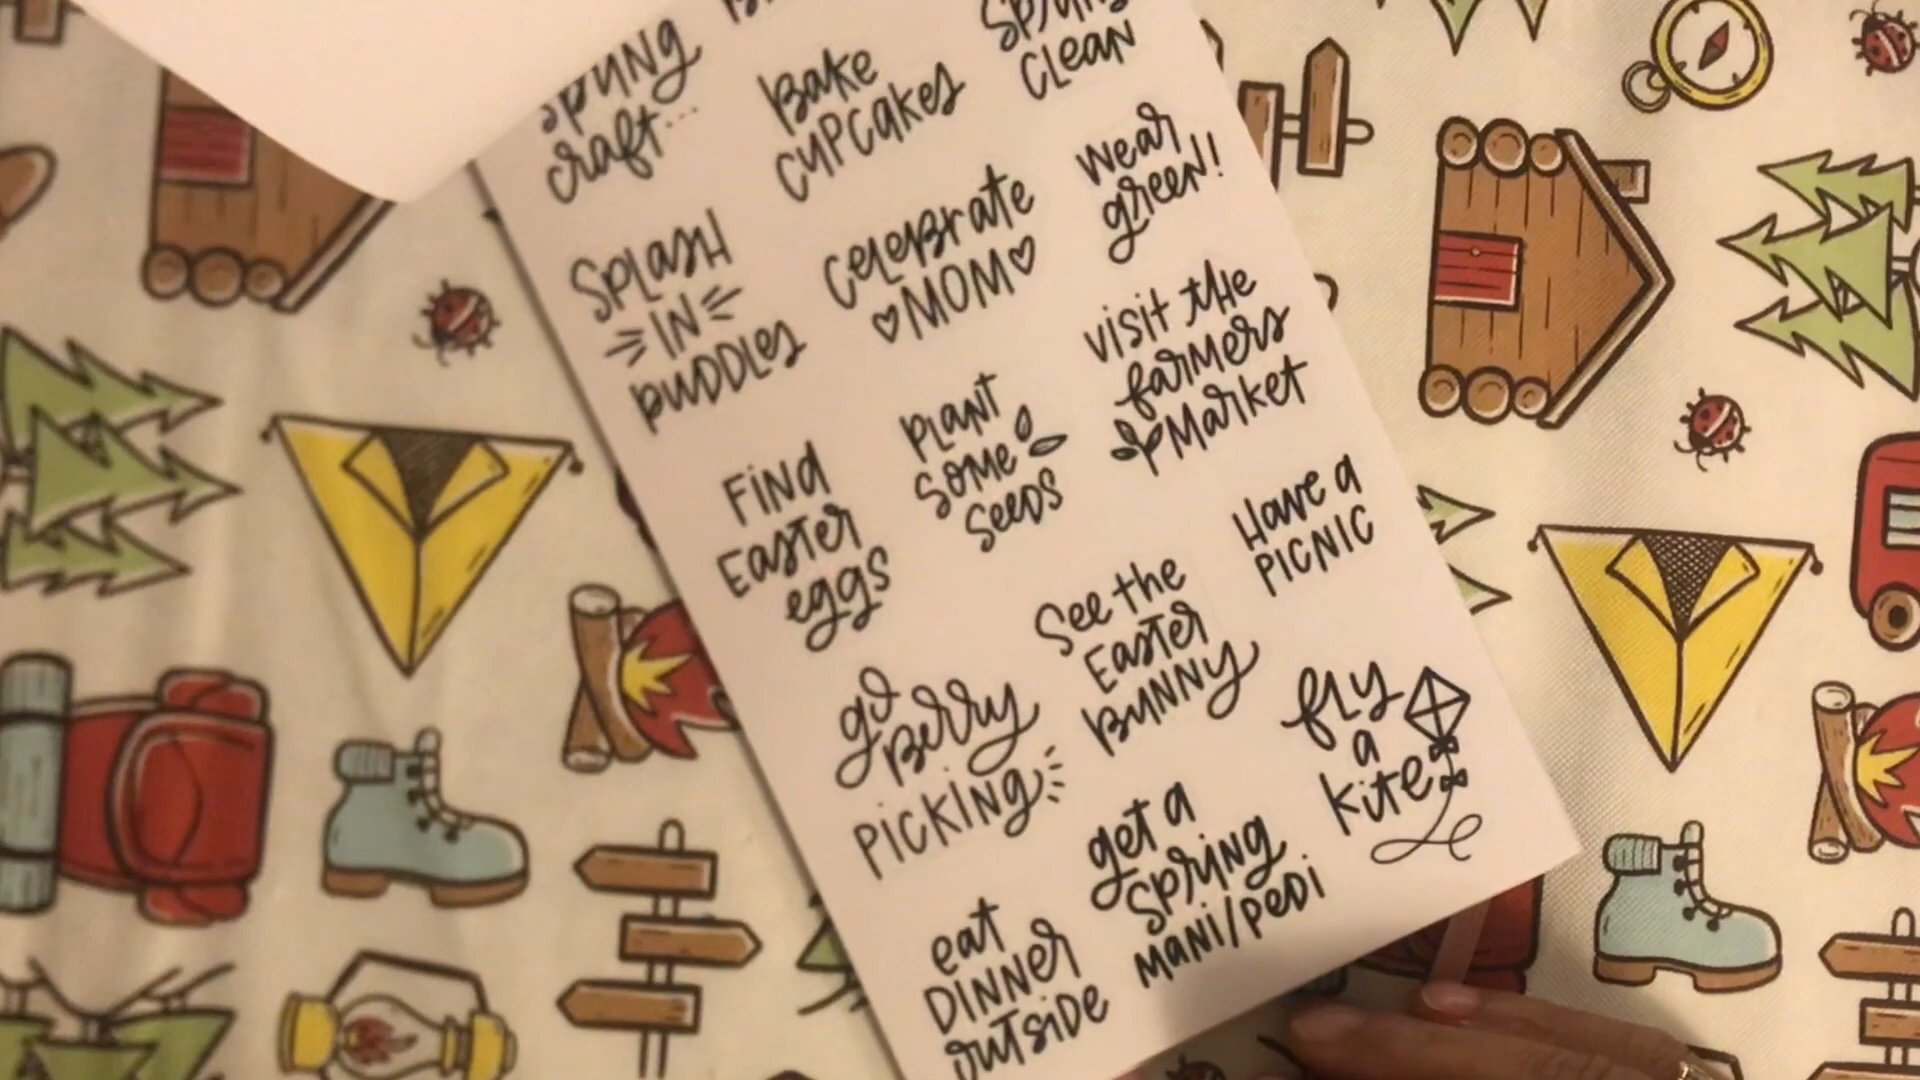 spring
craft...
Bake
cupcakes
Spring
Clean
SPLASH
IN
PUDDLES
Celebrate
MOM
wear
green!!
FIND
Easter
eggs
PLANT
SOME
Seeds
VISIT the
farmers
Market
go
Berry
PICKING
See the
Easter
BUNNY
Have a
PICNIC
eat
DINNER
outside
get a
Spring
MANI/PEDI
fly
a
kite